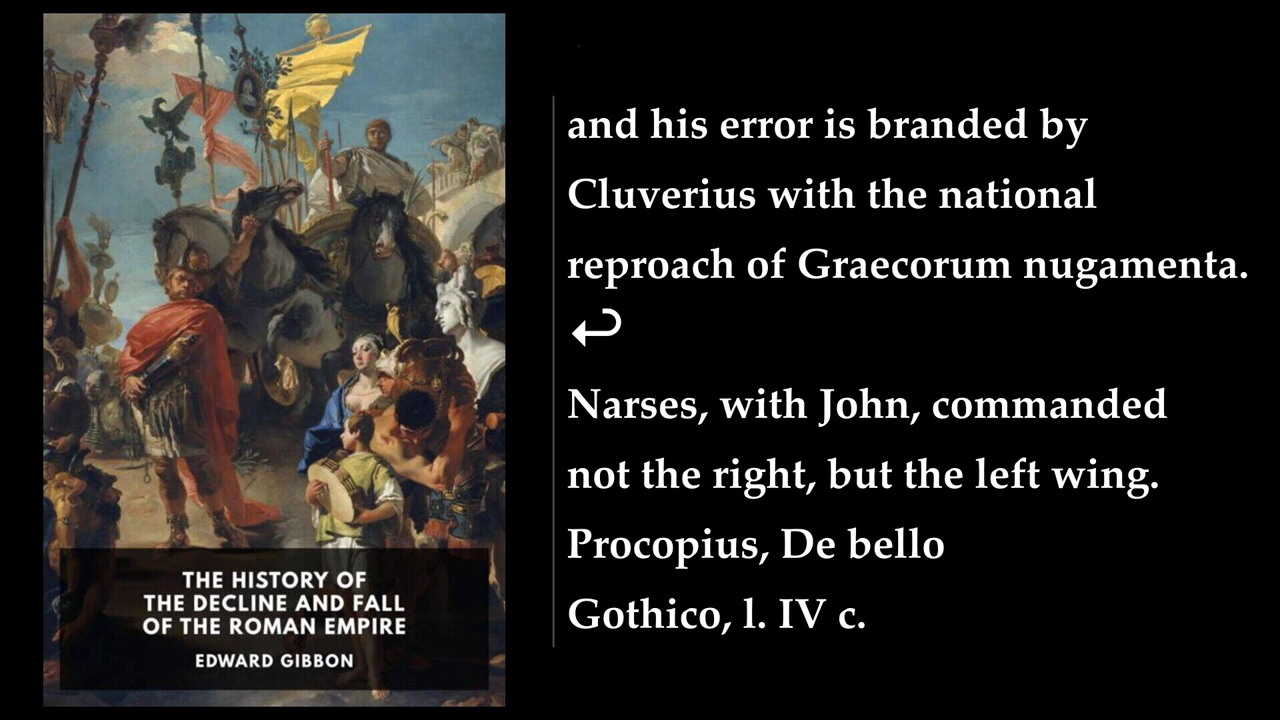 THE HISTORY OF
THE DECLINE AND FALL
OF THE ROMAN EMPIRE
EDWARD GIBBON
and his error is branded by
Cluverius with the national
reproach of Graecorum nugamenta.
↩
Narses, with John, commanded
not the right, but the left wing.
Procopius, De bello
Gothico, l. IV c.